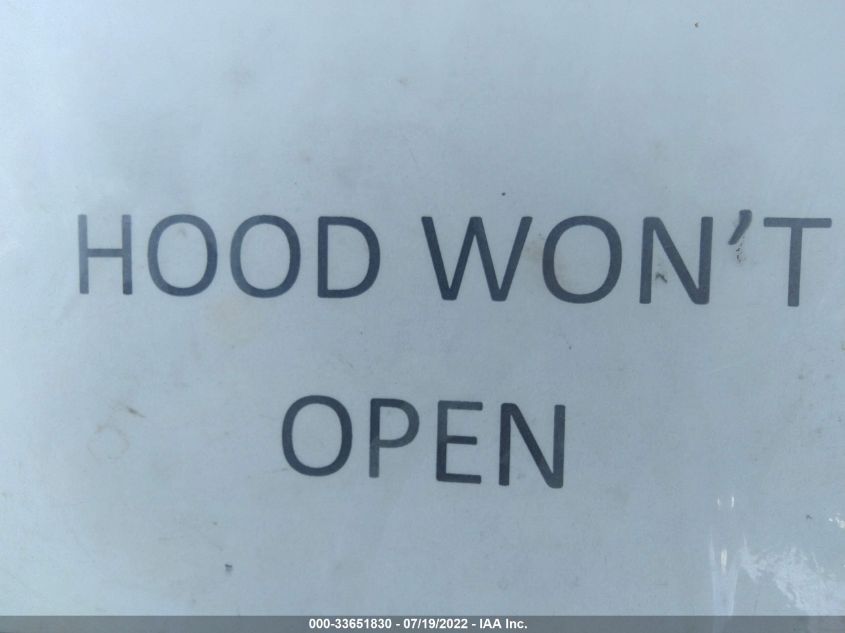 HOOD WON'T
OPEN
000-33651830 - 07/19/2022 - IAA Inc.